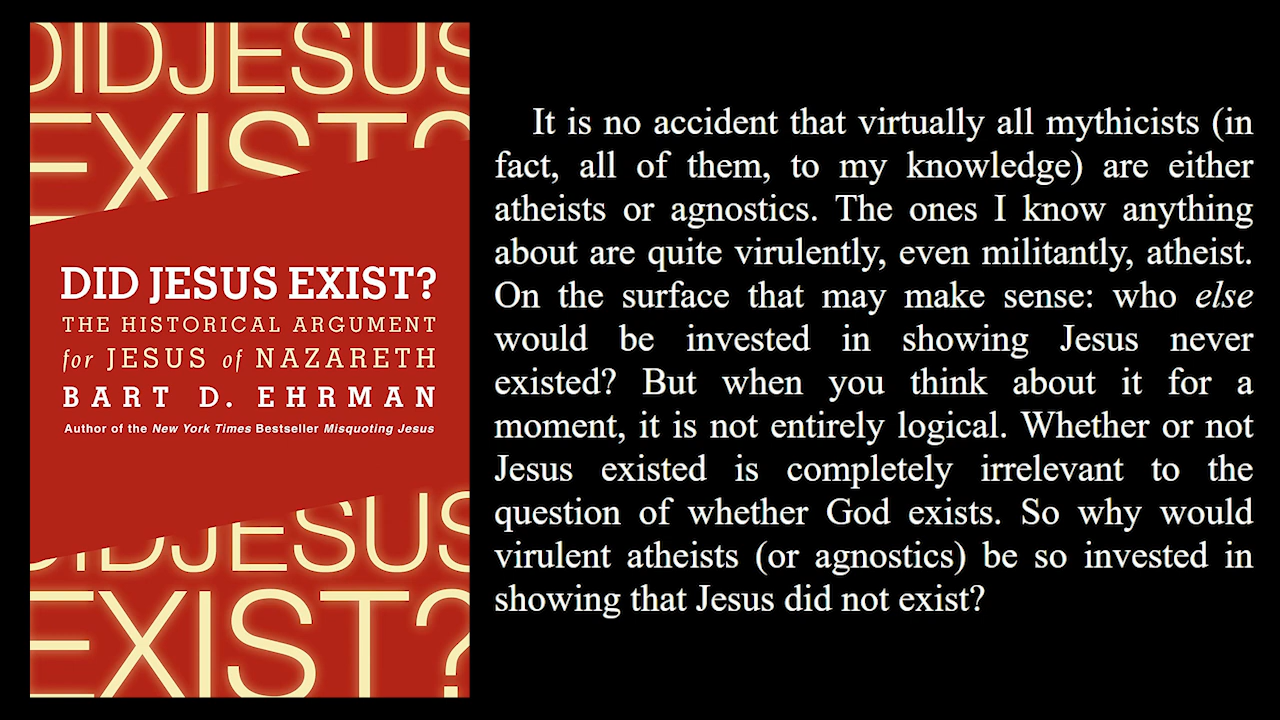 DIDJESUS
EXIST?
DID JESUS EXIST?
THE HISTORICAL ARGUMENT
for JESUS of NAZARETH
BART D. EHRMAN
Author of the New York Times Bestseller Misquoting Jesus
DIDJESUS
EXIST?
It is no accident that virtually all mythicists (in
fact, all of them, to my knowledge) are either
atheists or agnostics. The ones I know anything
about are quite virulently, even militantly, atheist.
On the surface that may make sense: who else
would be invested in showing Jesus never
existed? But when you think about it for a
moment, it is not entirely logical. Whether or not
Jesus existed is completely irrelevant to the
question of whether God exists. So why would
virulent atheists (or agnostics) be so invested in
showing that Jesus did not exist?